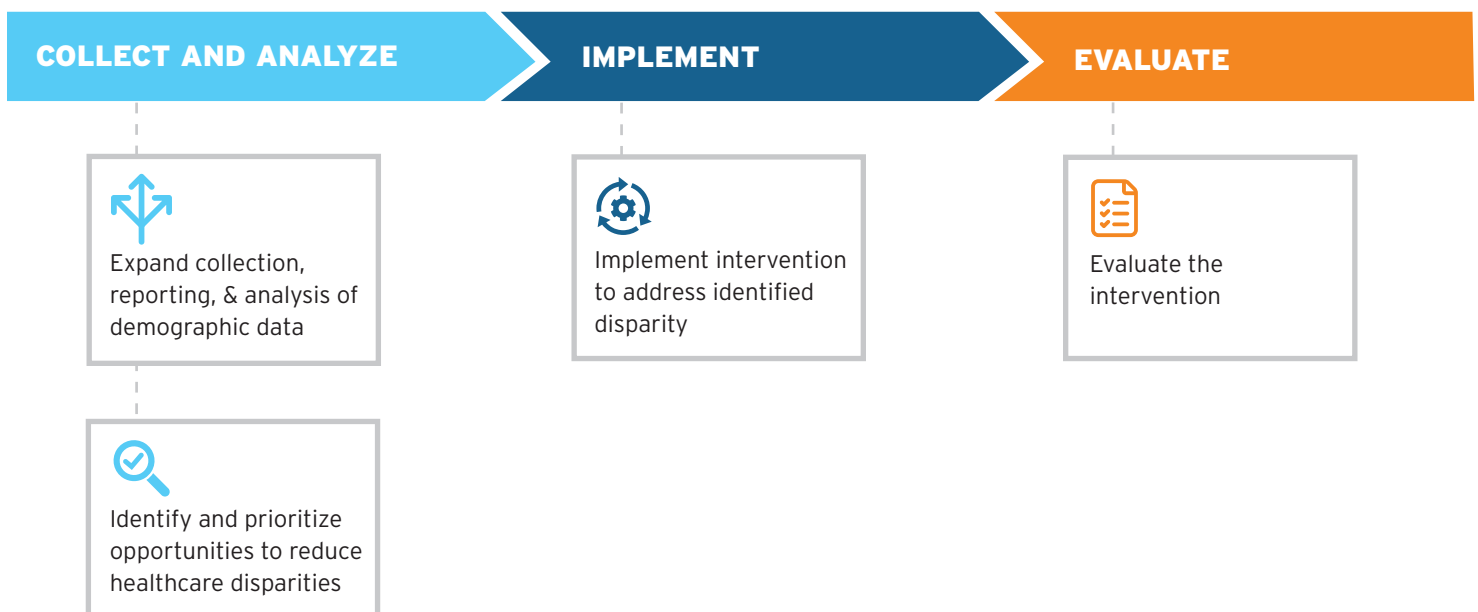 COLLECT AND ANALYZE
IMPLEMENT
EVALUATE
Expand collection,
reporting, & analysis of
demographic data
Identify and prioritize
opportunities to reduce
healthcare disparities
Implement intervention
to address identified
disparity
Evaluate the
intervention